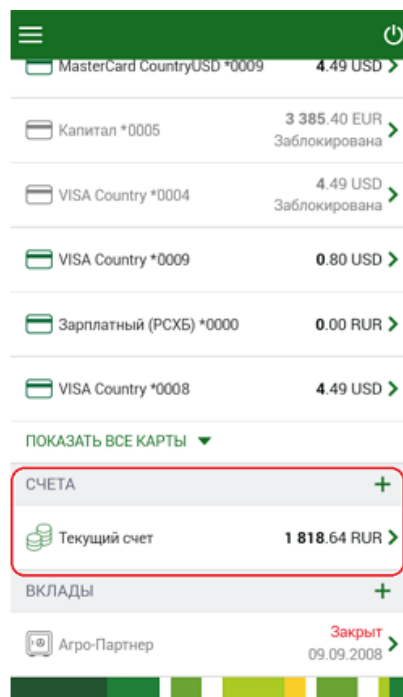 MasterCard CountryUSD *0009 4.49 USD
Капитал *0005 3 385.40 EUR
Заблокирована
VISA Country *0004 4.49 USD
Заблокирована
VISA Country *0009 0.80 USD
Зарплатный (РСХБ) *0000 0.00 RUR
VISA Country *0008 4.49 USD
ПОКАЗАТЬ ВСЕ КАРТЫ
СЧЕТА
Текущий счет 1 818.64 RUR
ВКЛАДЫ
Агро-Партнер Закрыт
09.09.2008